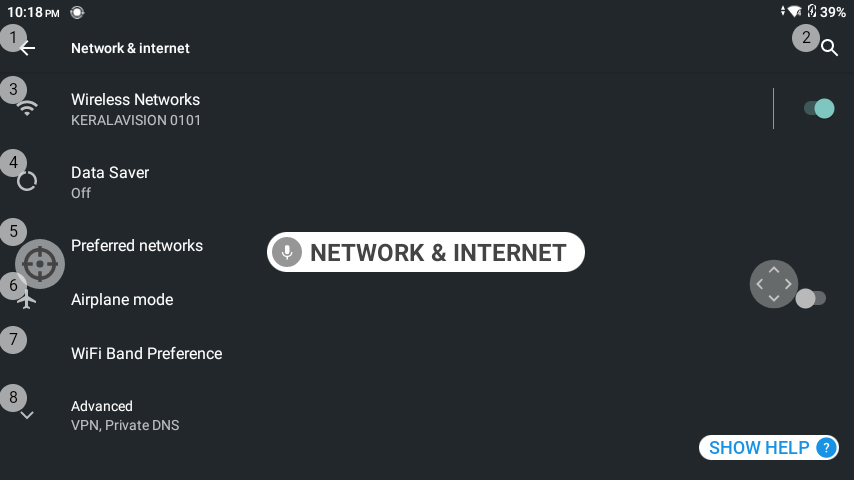 10:18 PM
39%
1
2
Network & internet
3
Wireless Networks
KERALAVISION 0101
4
Data Saver
Off
5
Preferred networks
NETWORK & INTERNET
6
Airplane mode
7
WiFi Band Preference
8
Advanced
VPN, Private DNS
SHOW HELP ?